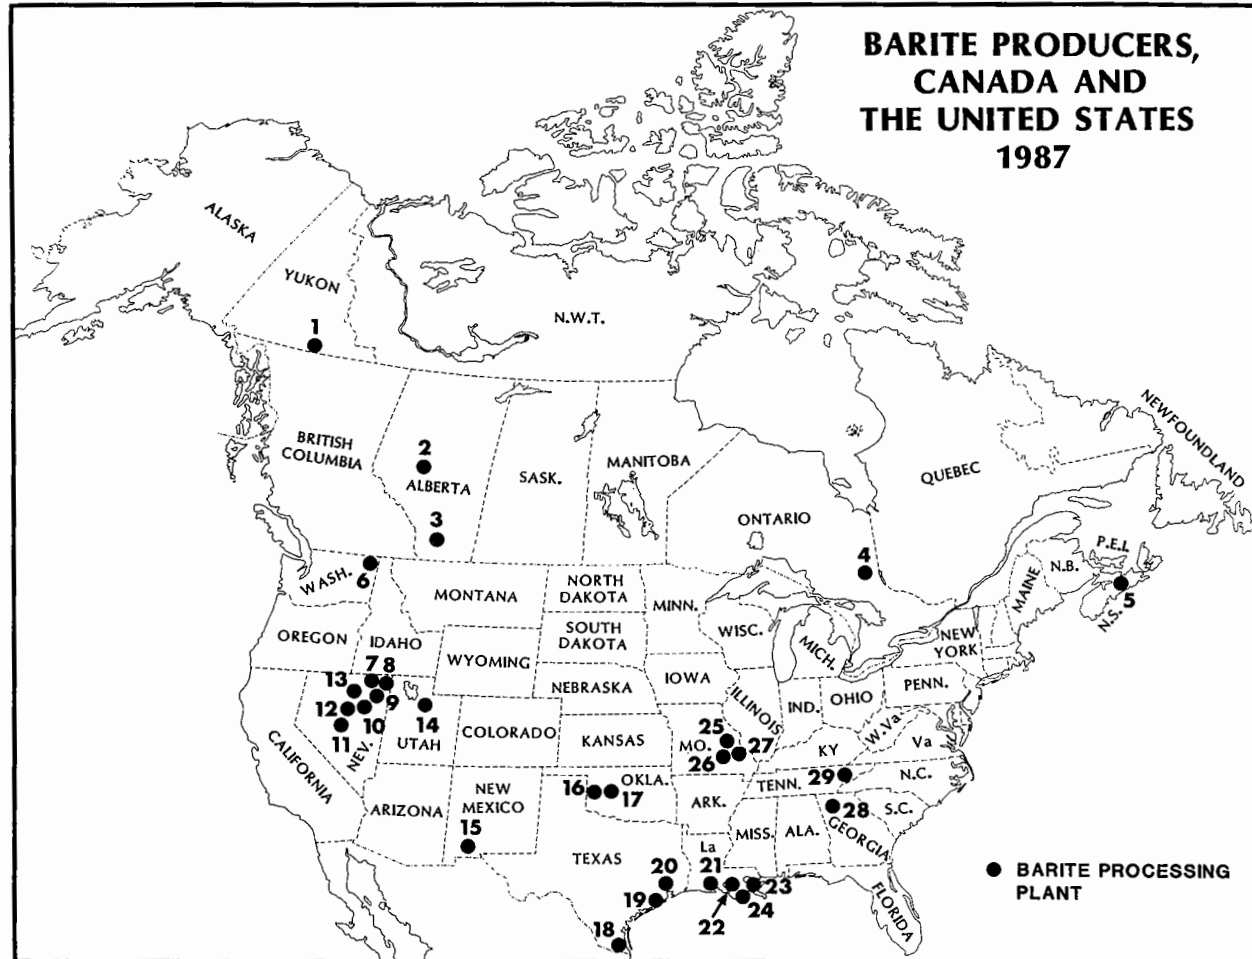 BARITE PRODUCERS,
CANADA AND
THE UNITED STATES
1987
ALASKA
YUKON
1
N.W.T.
BRITISH
COLUMBIA
2
ALBERTA
3
SASK.
MANITOBA
ONTARIO
4
QUEBEC
NEWFOUNDLAND
P.E.I.
N.B.
5
N.S.
MAINE
WASH.
6
MONTANA
NORTH
DAKOTA
MINN.
SOUTH
DAKOTA
WISC.
MICH.
NEW
YORK
OREGON
IDAHO
WYOMING
7
8
13
9
12
10
11
14
NEV.
UTAH
CALIFORNIA
NEBRASKA
IOWA
ILLINOIS
IND.
OHIO
PENN.
COLORADO
KANSAS
25
MO.
26
27
KY
W.Va.
Va
ARIZONA
NEW
MEXICO
15
16
OKLA.
17
ARK.
TENN.
29
N.C.
28
S.C.
MISS.
ALA.
GEORGIA
TEXAS
La
20
21
19
23
24
22
18
FLORIDA
BARITE PROCESSING
PLANT